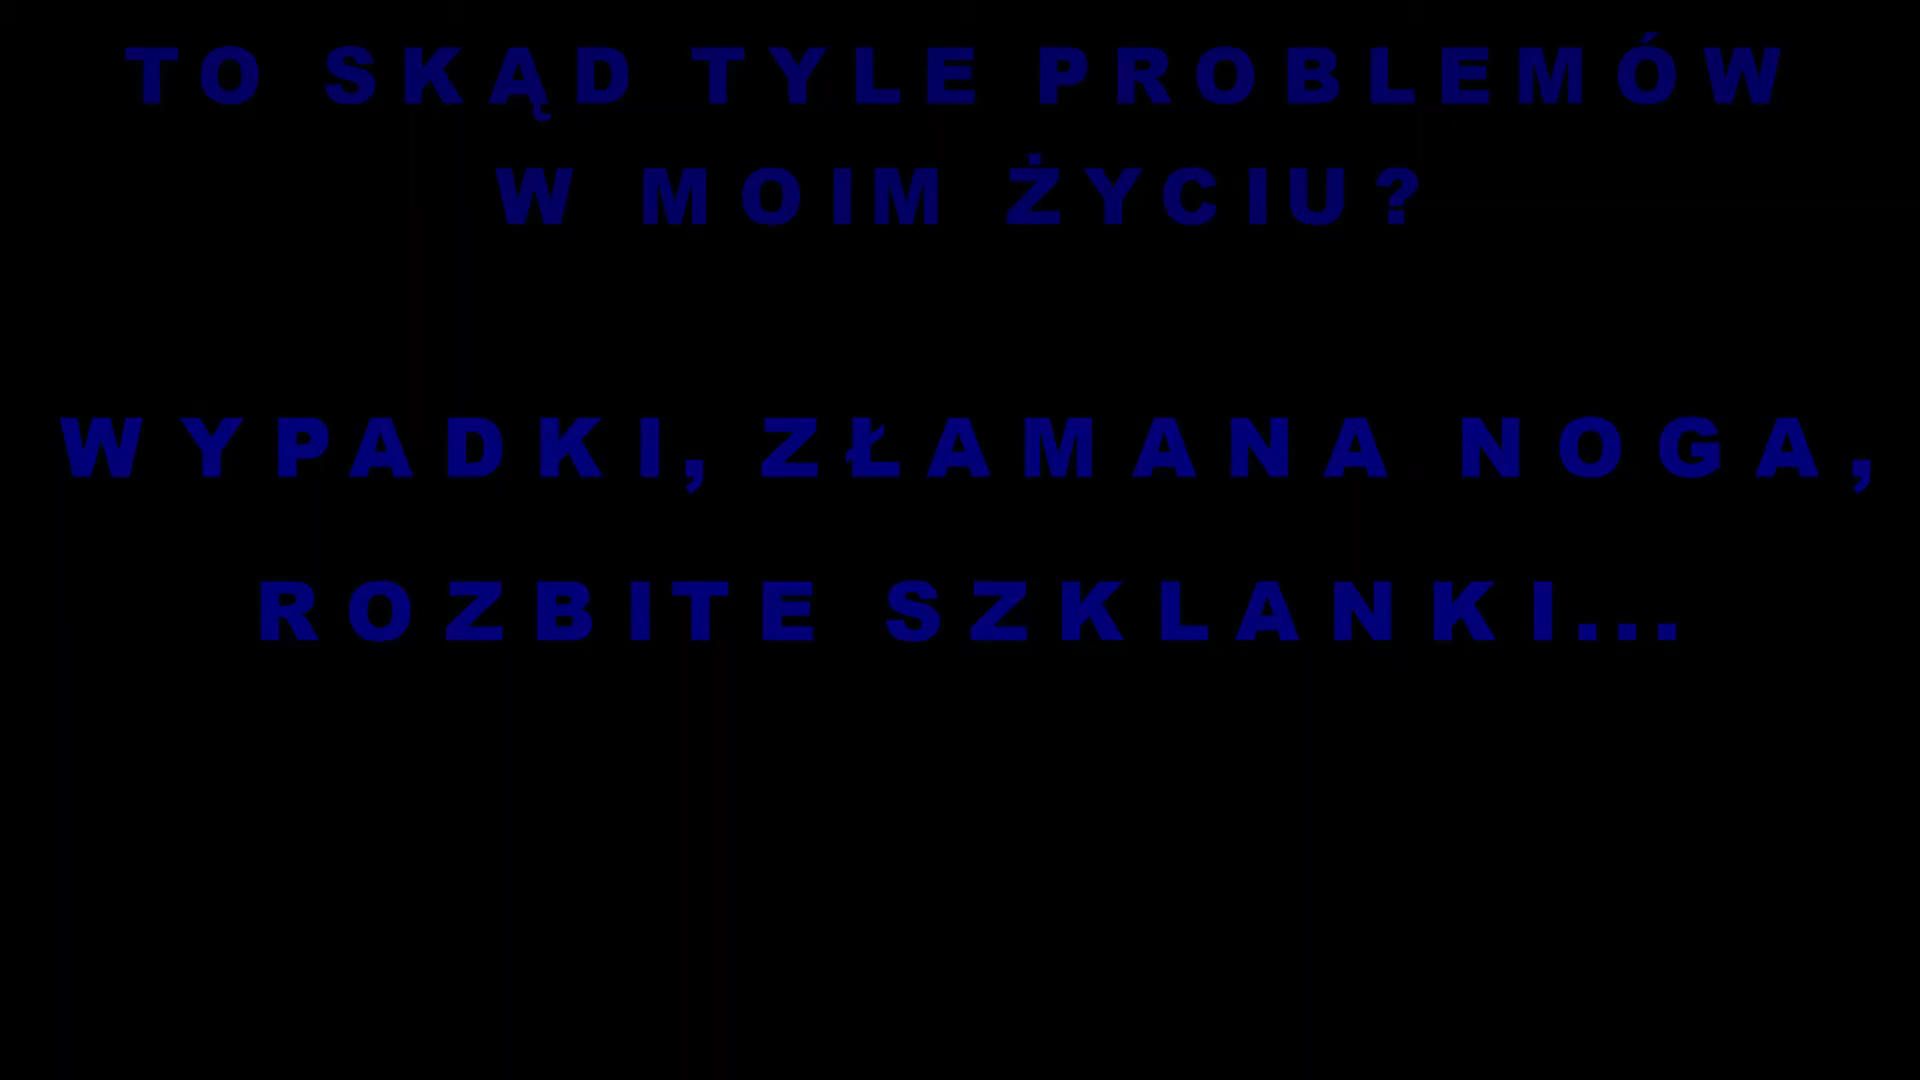 TO SKĄD TYLE PROBLEMÓW
W MOIM ŻYCIU?
WYPADKI, ZŁAMANA NOGA,
ROZBITE SZKLANKI...